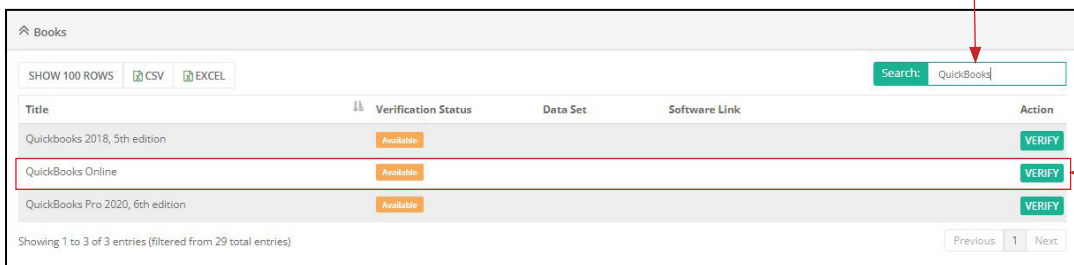 Books
SHOW 100 ROWS CSV EXCEL Search: QuickBooks
Title Verification Status Data Set Software Link Action
Quickbooks 2018, 5th edition Available VERIFY
QuickBooks Online Available VERIFY
QuickBooks Pro 2020, 6th edition Available VERIFY
Showing 1 to 3 of 3 entries (filtered from 29 total entries) Previous 1 Next